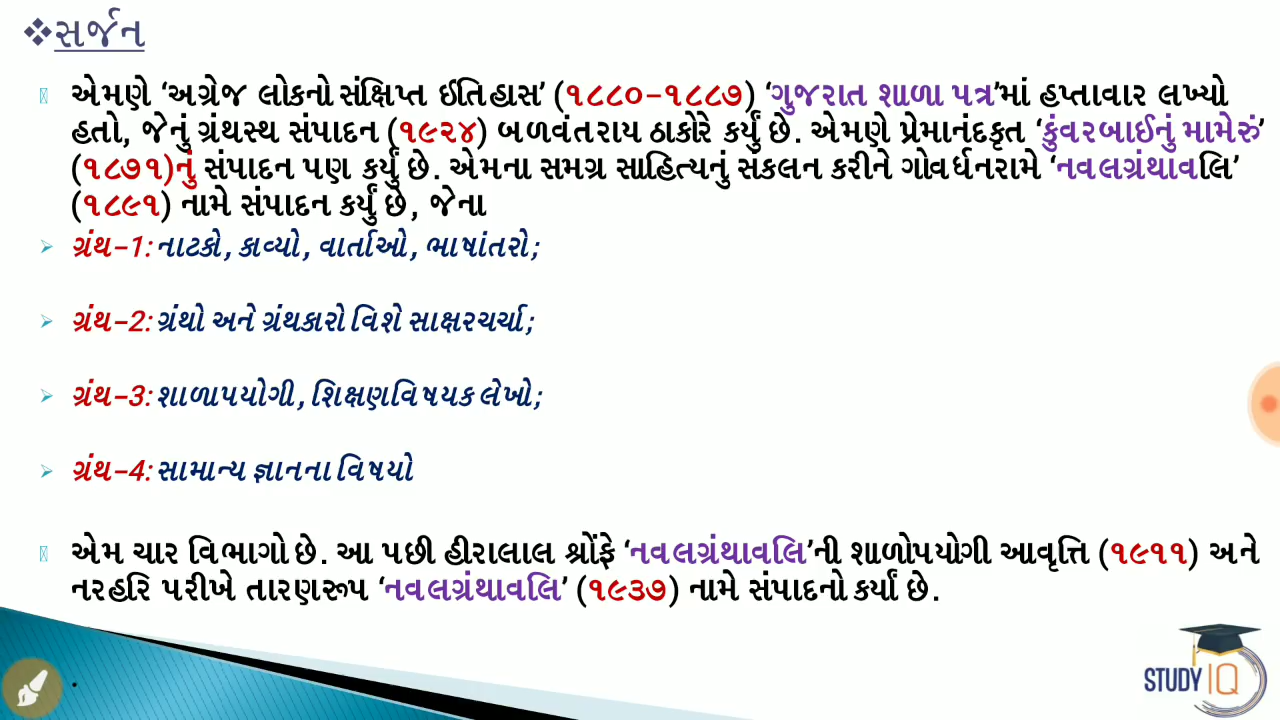 ❖સર્જન
એમણે ‘અગ્રેજ લોકનો સંક્ષિપ્ત ઈતિહાસ’ (૧૮૮૦–૧૮૮૭) ‘ગુજરાત શાળા પત્ર’માં હપ્તાવાર લખ્યો
હતો, જેનું ગ્રંથસ્થ સંપાદન (૧૯૨૪) બળવંતરાય ઠાકોરે કર્યું છે. એમણે પ્રેમાનંદકૃત ‘કુંવરબાઈનું મામેરું’
(૧૮૭૧)નું સંપાદન પણ કર્યું છે. એમના સમગ્ર સાહિત્યનું સંકલન કરીને ગોવર્ધનરામે ‘નવલગ્રંથાવલિ’
(૧૮૯૧) નામે સંપાદન કર્યું છે, જેના
ગ્રંથ–1: નાટકો, કાવ્યો, વાર્તાઓ, ભાષાંતરો;
ગ્રંથ–2: ગ્રંથો અને ગ્રંથકારો વિશે સાક્ષરચર્ચા;
ગ્રંથ–3: શાળાપયોગી, શિક્ષણવિષયક લેખો;
ગ્રંથ–4: સામાન્ય જ્ઞાનના વિષયો
એમ ચાર વિભાગો છે. આ પછી હીરાલાલ શ્રોંફે ‘નવલગ્રંથાવલિ’ની શાળોપયોગી આવૃત્તિ (૧૯૧૧) અને
નરહરિ પરીખે તારણરૂપ ‘નવલગ્રંથાવલિ’ (૧૯૩૭) નામે સંપાદનો કર્યાં છે.
STUDY IQ